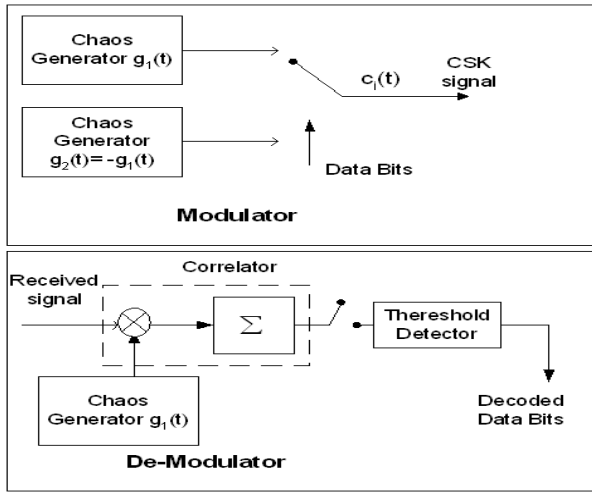 Chaos
Generator g1(t)
Chaos
Generator
g2(t)= -g1(t)
ci(t)
CSK
signal
Data Bits
Modulator
Received
signal
Correlator
Σ
Thereshold
Detector
Chaos
Generator g1(t)
Decoded
Data Bits
De-Modulator